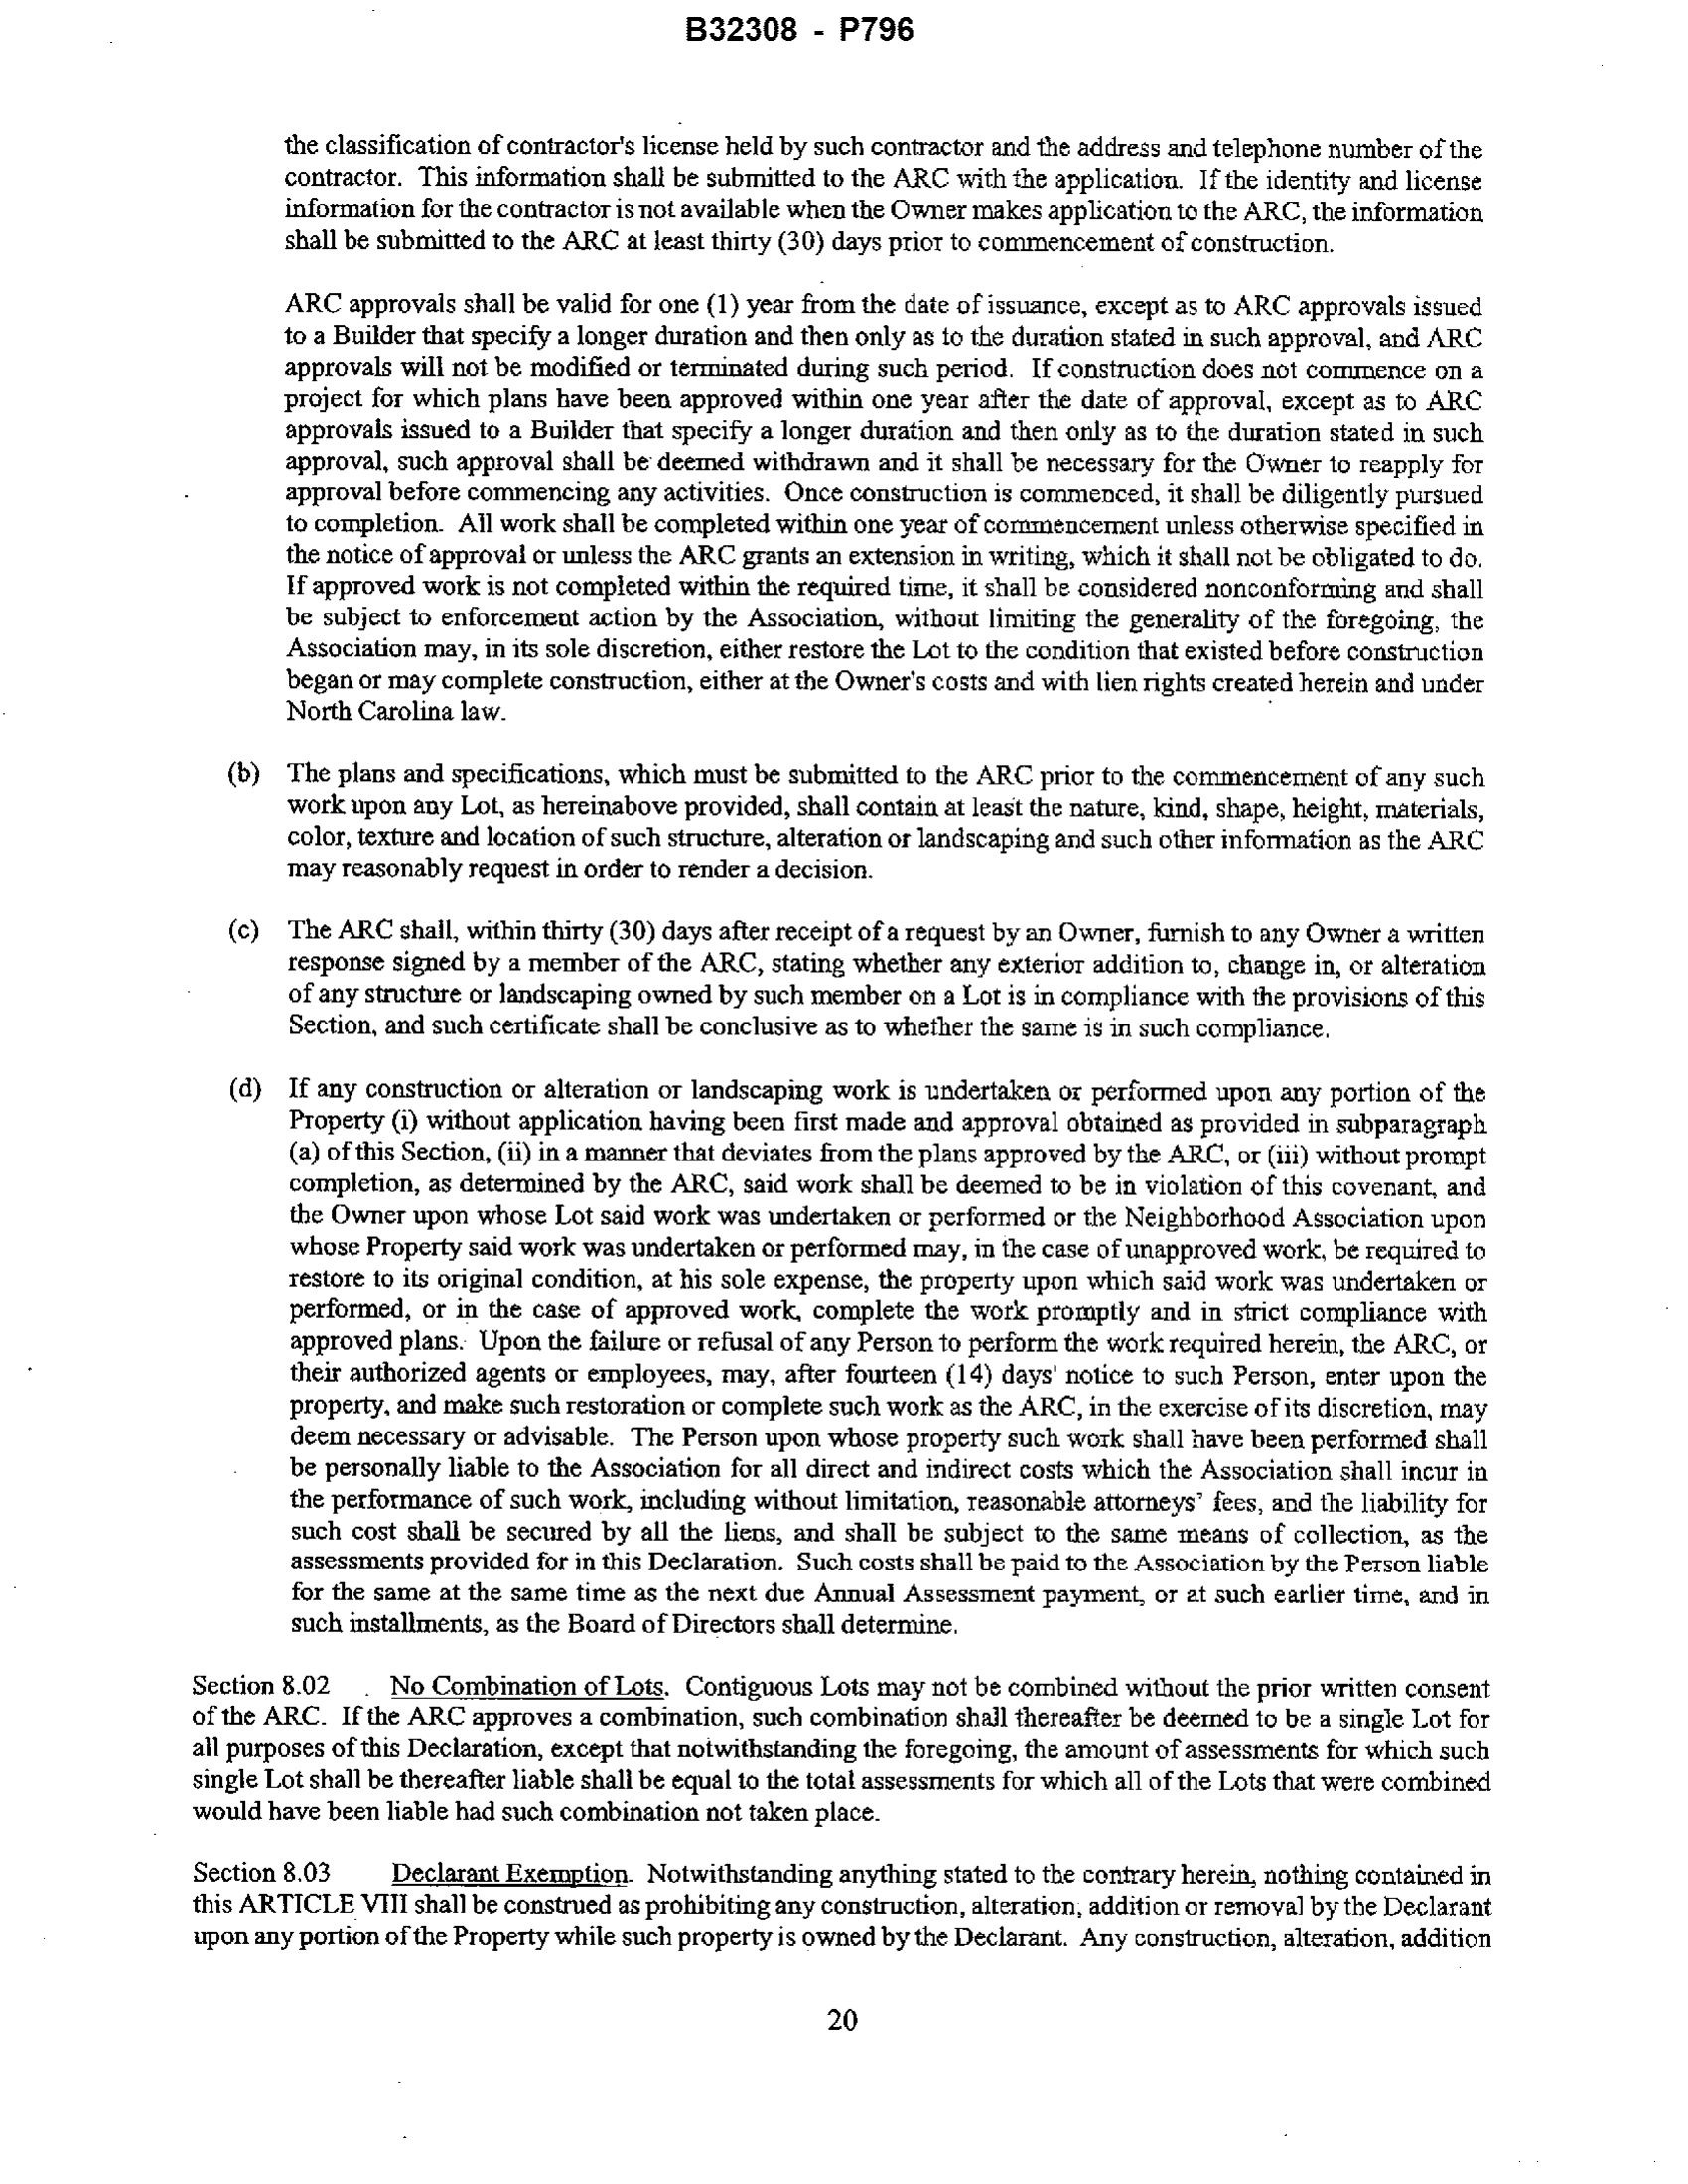 B32308 - P796
the classification of contractor's license held by such contractor and the address and telephone number of the
contractor. This information shall be submitted to the ARC with the application. If the identity and license
information for the contractor is not available when the Owner makes application to the ARC, the information
shall be submitted to the ARC at least thirty (30) days prior to commencement of construction.
ARC approvals shall be valid for one (1) year from the date of issuance, except as to ARC approvals issued
to a Builder that specify a longer duration and then only as to the duration stated in such approval, and ARC
approvals will not be modified or terminated during such period. If construction does not commence on a
project for which plans have been approved within one year after the date of approval, except as to ARC
approvals issued to a Builder that specify a longer duration and then only as to the duration stated in such
approval, such approval shall be deemed withdrawn and it shall be necessary for the Owner to reapply for
approval before commencing any activities. Once construction is commenced, it shall be diligently pursued
to completion. All work shall be completed within one year of commencement unless otherwise specified in
the notice of approval or unless the ARC grants an extension in writing, which it shall not be obligated to do.
If approved work is not completed within the required time, it shall be considered nonconforming and shall
be subject to enforcement action by the Association, without limiting the generality of the foregoing, the
Association may, in its sole discretion, either restore the Lot to the condition that existed before construction
began or may complete construction, either at the Owner's costs and with lien rights created herein and under
North Carolina law.
(b) The plans and specifications, which must be submitted to the ARC prior to the commencement of any such
work upon any Lot, as hereinabove provided, shall contain at least the nature, kind, shape, height, materials,
color, texture and location of such structure, alteration or landscaping and such other information as the ARC
may reasonably request in order to render a decision.
(c) The ARC shall, within thirty (30) days after receipt of a request by an Owner, furnish to any Owner a written
response signed by a member of the ARC, stating whether any exterior addition to, change in, or alteration
of any structure or landscaping owned by such member on a Lot is in compliance with the provisions of this
Section, and such certificate shall be conclusive as to whether the same is in such compliance.
(d) If any construction or alteration or landscaping work is undertaken or performed upon any portion of the
Property (i) without application having been first made and approval obtained as provided in subparagraph
(a) of this Section, (ii) in a manner that deviates from the plans approved by the ARC, or (iii) without prompt
completion, as determined by the ARC, said work shall be deemed to be in violation of this covenant, and
the Owner upon whose Lot said work was undertaken or performed or the Neighborhood Association upon
whose Property said work was undertaken or performed may, in the case of unapproved work, be required to
restore to its original condition, at his sole expense, the property upon which said work was undertaken or
performed, or in the case of approved work, complete the work promptly and in strict compliance with
approved plans. Upon the failure or refusal of any Person to perform the work required herein, the ARC, or
their authorized agents or employees, may, after fourteen (14) days' notice to such Person, enter upon the
property, and make such restoration or complete such work as the ARC, in the exercise of its discretion, may
deem necessary or advisable. The Person upon whose property such work shall have been performed shall
be personally liable to the Association for all direct and indirect costs which the Association shall incur in
the performance of such work, including without limitation, reasonable attorneys' fees, and the liability for
such cost shall be secured by all the liens, and shall be subject to the same means of collection, as the
assessments provided for in this Declaration. Such costs shall be paid to the Association by the Person liable
for the same at the same time as the next due Annual Assessment payment, or at such earlier time, and in
such installments, as the Board of Directors shall determine.
Section 8.02 No Combination of Lots. Contiguous Lots may not be combined without the prior written consent
of the ARC. If the ARC approves a combination, such combination shall thereafter be deemed to be a single Lot for
all purposes of this Declaration, except that notwithstanding the foregoing, the amount of assessments for which such
single Lot shall be thereafter liable shall be equal to the total assessments for which all of the Lots that were combined
would have been liable had such combination not taken place.
Section 8.03 Declarant Exemption. Notwithstanding anything stated to the contrary herein, nothing contained in
this ARTICLE VIII shall be construed as prohibiting any construction, alteration, addition or removal by the Declarant
upon any portion of the Property while such property is owned by the Declarant. Any construction, alteration, addition
20